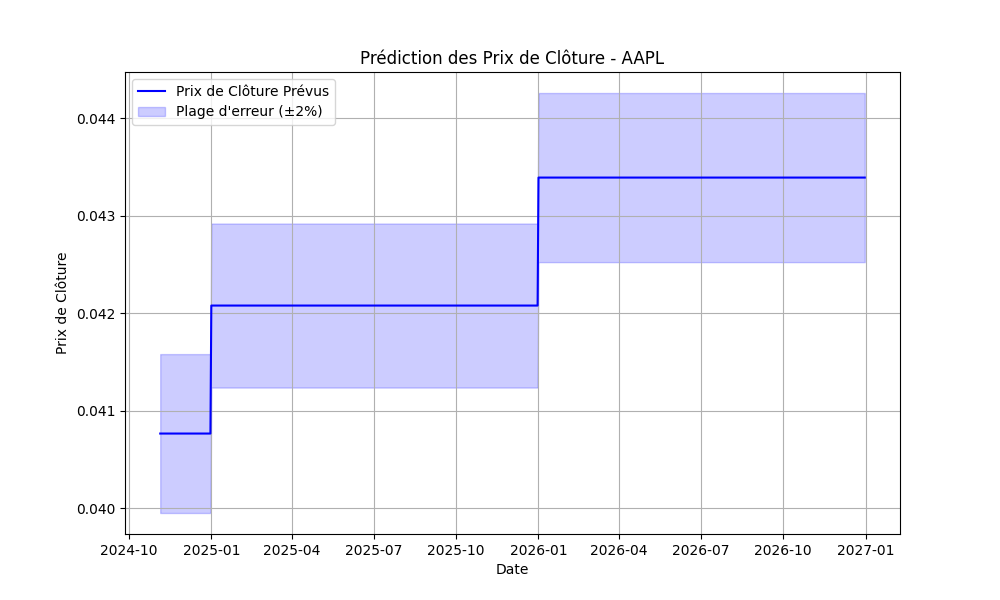 Prédiction des Prix de Clôture - AAPL
Prix de Clôture Prévus
Plage d'erreur (±2%)
Prix de Clôture
0.044
0.043
0.042
0.041
0.040
2024-10 2025-01 2025-04 2025-07 2025-10 2026-01 2026-04 2026-07 2026-10 2027-01
Date